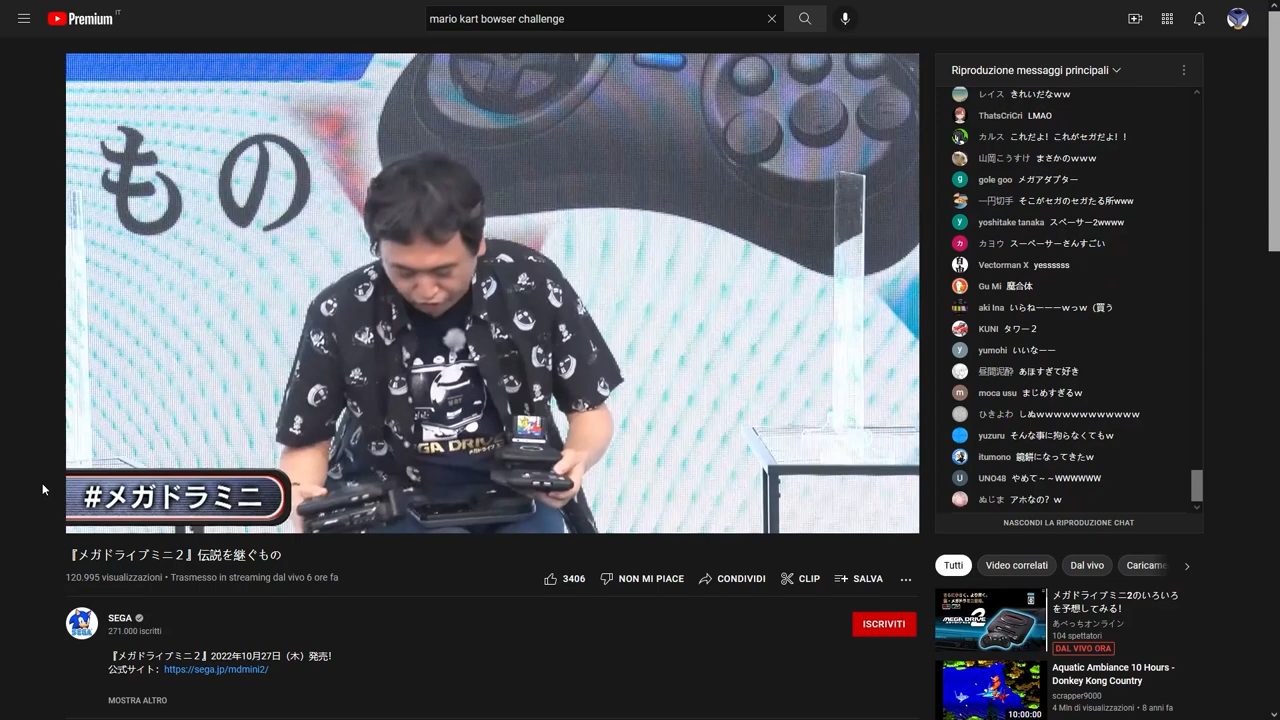 Premium IT
mario kart bowser challenge
もの
MEGA DRIVE
#メガドラミニ
『メガドライブミニ２』伝説を継ぐもの
120.995 visualizzazioni • Trasmesso in streaming dal vivo 6 ore fa
3406
NON MI PIACE
CONDIVIDI
CLIP
SALVA
SEGA
271.000 iscritti
ISCRIVITI
『メガドライブミニ２』2022年10月27日（木）発売!
公式サイト： https://sega.jp/mdmini2/
MOSTRA ALTRO
Riproduzione messaggi principali
レイス きれいだなｗｗ
ThatsCriCri LMAO
カルス これだよ！これがセガだよ！！
山岡こうすけ まさかのｗｗｗ
gole goo メガアダプター
一円切手 そこがセガのセガたる所www
yoshitake tanaka スペーサー2wwww
カヨウ スーペーサーさんすごい
Vectorman X yessssss
Gu Mi 魔合体
aki Ina いらねーーーｗっｗ（買う
KUNI タワー２
yumohi いいなーー
昼間泥酔 あほすぎて好き
moca usu まじめすぎるｗ
ひきよわ しぬｗｗｗｗｗｗｗｗｗｗｗｗ
yuzuru そんな事に拘らなくてもｗ
itumono 鏡餅になってきたｗ
UNO48 やめて～～WWWWWW
ぬじま アホなの？ｗ
NASCONDI LA RIPRODUZIONE CHAT
Tutti
Video correlati
Dal vivo
Caricame
メガドライブミニ2のいろいろ
を予想してみる！
あぺっちオンライン
104 spettatori
DAL VIVO ORA
MEGA DRIVE
Aquatic Ambiance 10 Hours -
Donkey Kong Country
scrapper9000
4 Mln di visualizzazioni • 8 anni fa
10:00:00